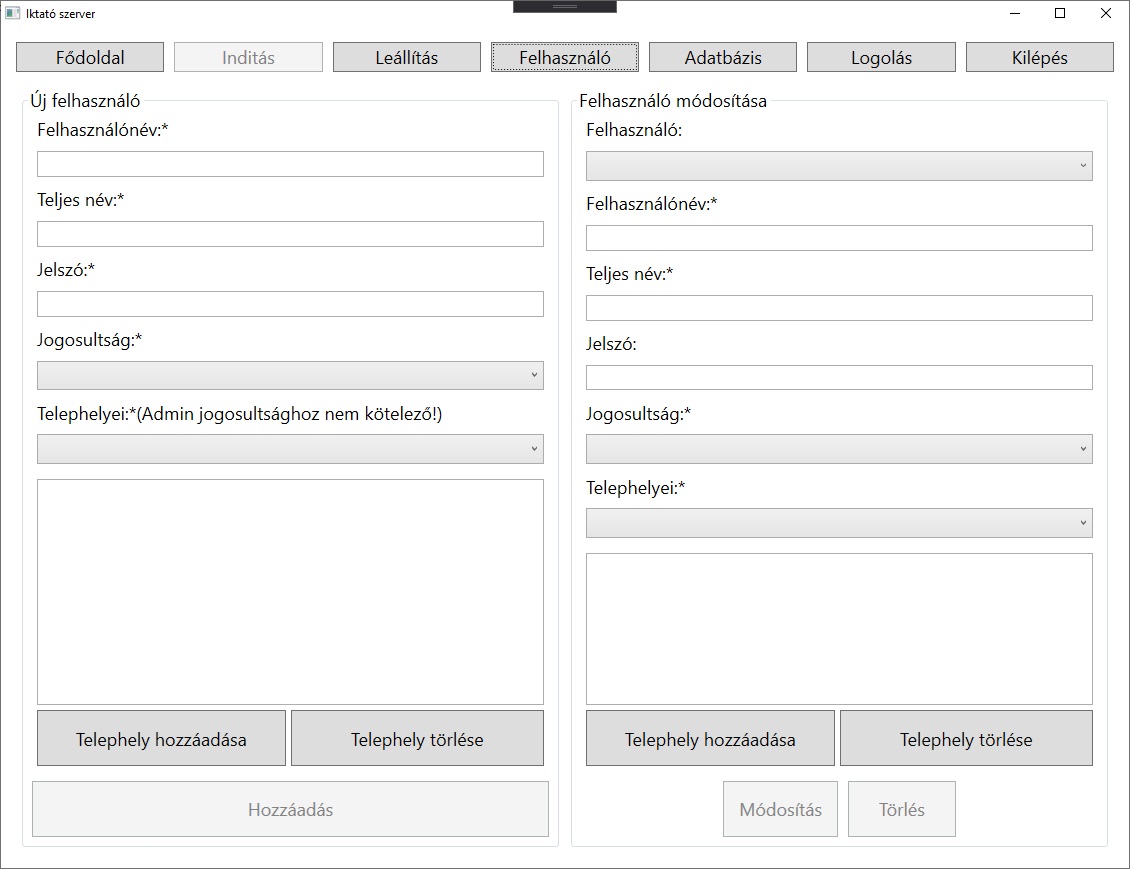 Iktató szerver
Fődoldal Inditás Leállítás Felhasználó Adatbázis Logolás Kilépés
Új felhasználó
Felhasználónév:*
Teljes név:*
Jelszó:*
Jogosultság:*
Telephelyei:*(Admin jogosultsághoz nem kötelező!)
Telephely hozzáadása Telephely törlése
Hozzáadás
Felhasználó módosítása
Felhasználó:
Felhasználónév:*
Teljes név:*
Jelszó:
Jogosultság:*
Telephelyei:*
Telephely hozzáadása Telephely törlése
Módosítás Törlés